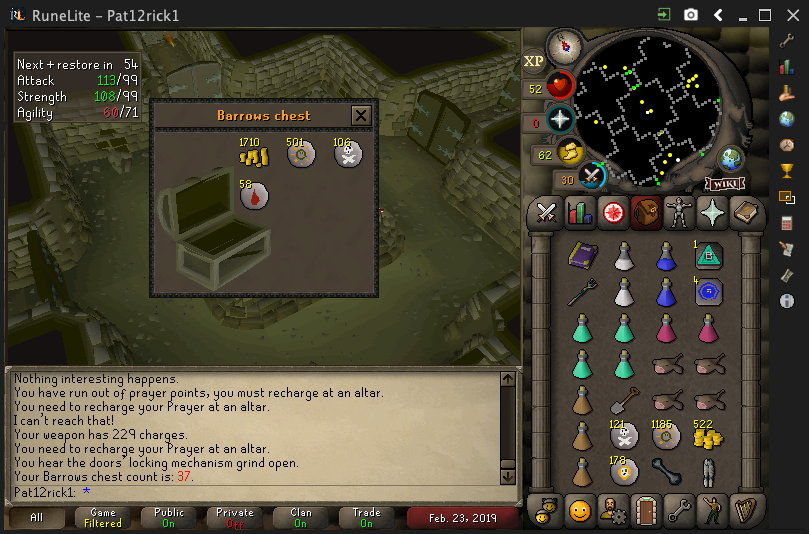 RuneLite - Pat12rick1
Next + restore in 54
Attack 113/99
Strength 108/99
Agility 60/71
Barrows chest
1710
501
106
58
XP
52
0
62
30
WIKI
1
4
121
1185
522
178
Nothing interesting happens.
You have run out of prayer points, you must recharge at an altar.
You need to recharge your Prayer at an altar.
I can't reach that!
Your weapon has 229 charges.
You need to recharge your Prayer at an altar.
You hear the doors' locking mechanism grind open.
Your Barrows chest count is: 37.
Pat12rick1: *
All
Game
Filtered
Public
On
Private
Off
Clan
On
Trade
On
Feb. 23, 2019